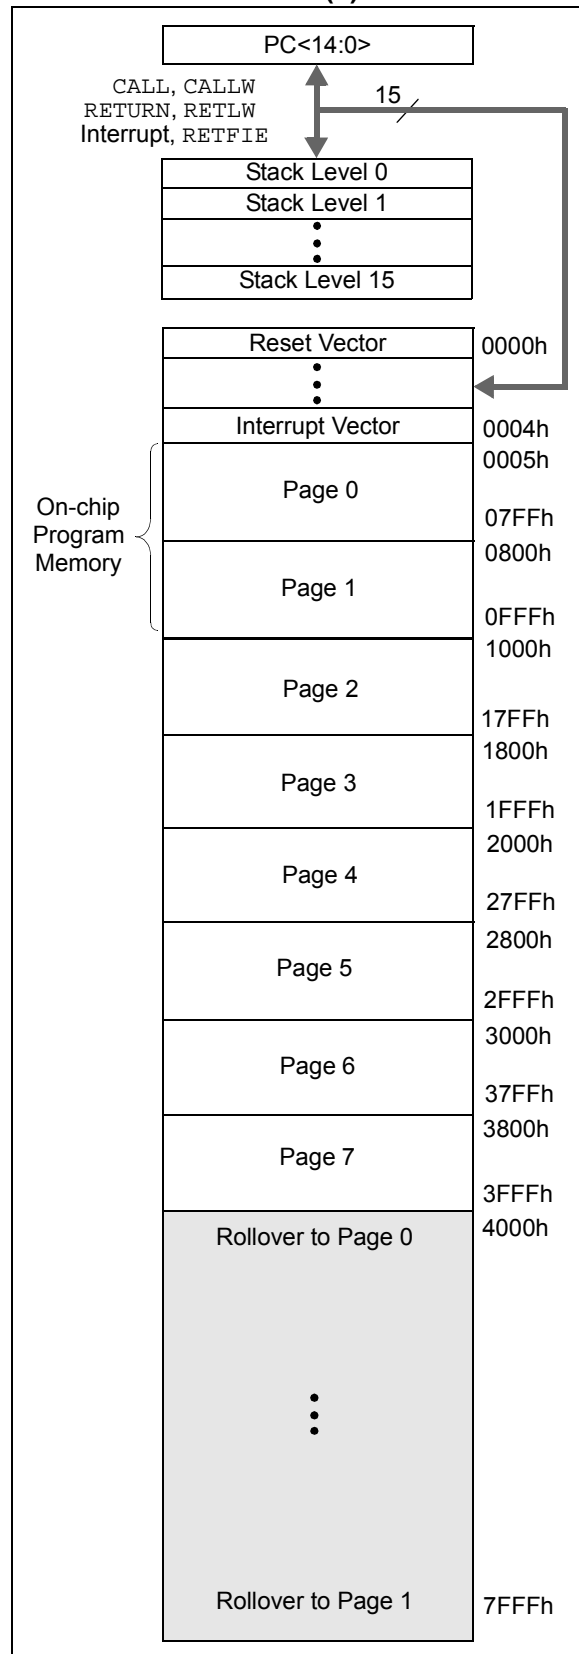 PC<14:0>
CALL, CALLW
RETURN, RETLW
Interrupt, RETFIE
15
Stack Level 0
Stack Level 1
Stack Level 15
Reset Vector
0000h
Interrupt Vector
0004h
0005h
On-chip
Program
Memory
Page 0
07FFh
0800h
Page 1
0FFFh
1000h
Page 2
17FFh
1800h
Page 3
1FFFh
2000h
Page 4
27FFh
2800h
Page 5
2FFFh
3000h
Page 6
37FFh
3800h
Page 7
3FFFh
4000h
Rollover to Page 0
Rollover to Page 1
7FFFh